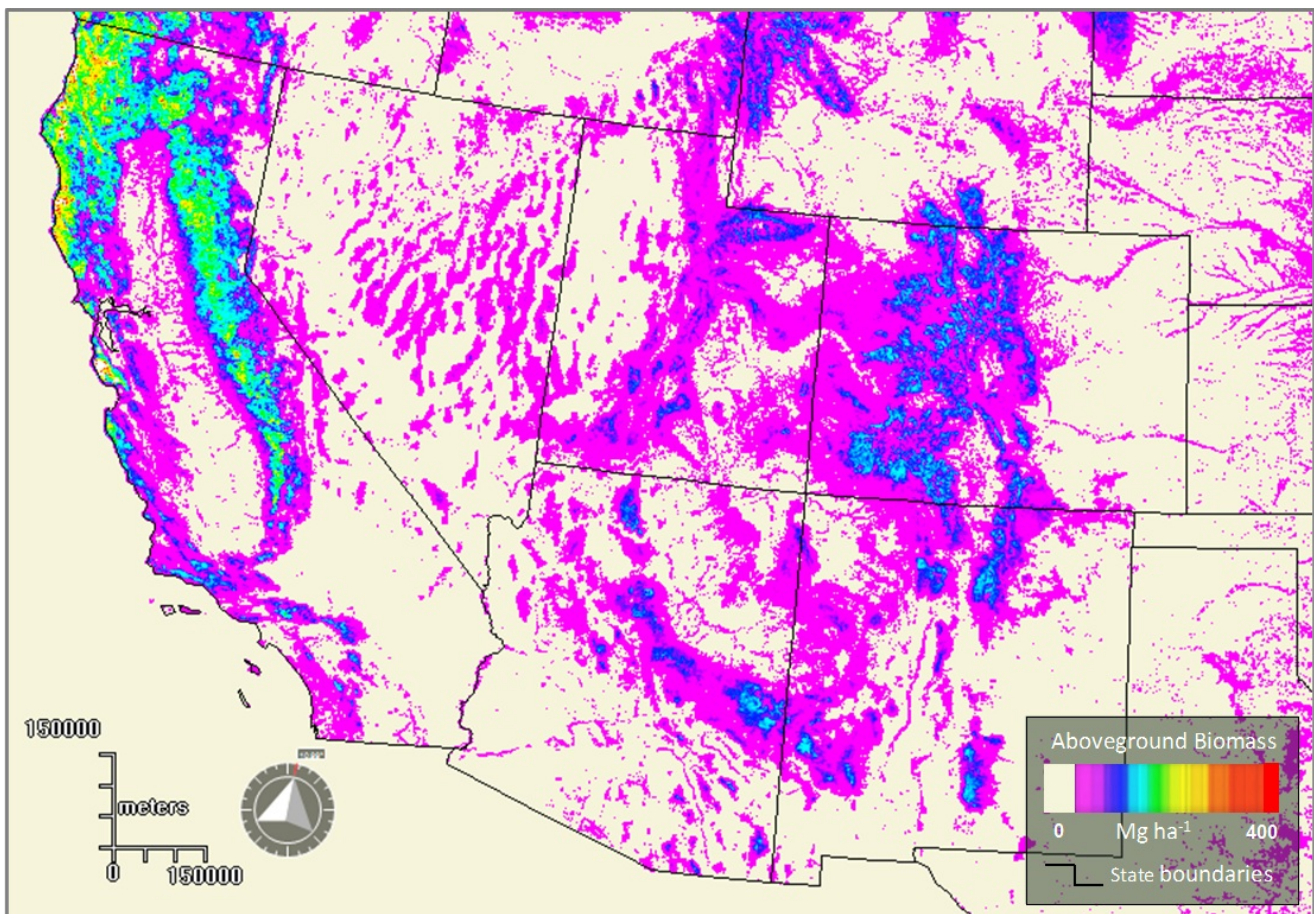 150000
meters
0
150000
Aboveground Biomass
0
Mg ha⁻¹
400
State boundaries